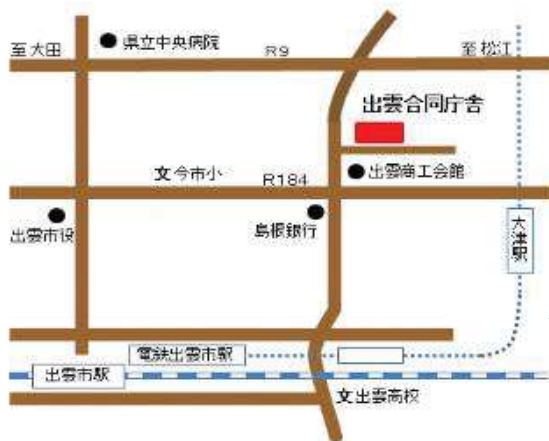 至大田
県立中央病院
R9
至松江
出雲合同庁舎
文今市小
R184
出雲商工会館
出雲市役
島根銀行
大津駅
電鉄出雲市駅
出雲市駅
文出雲高校